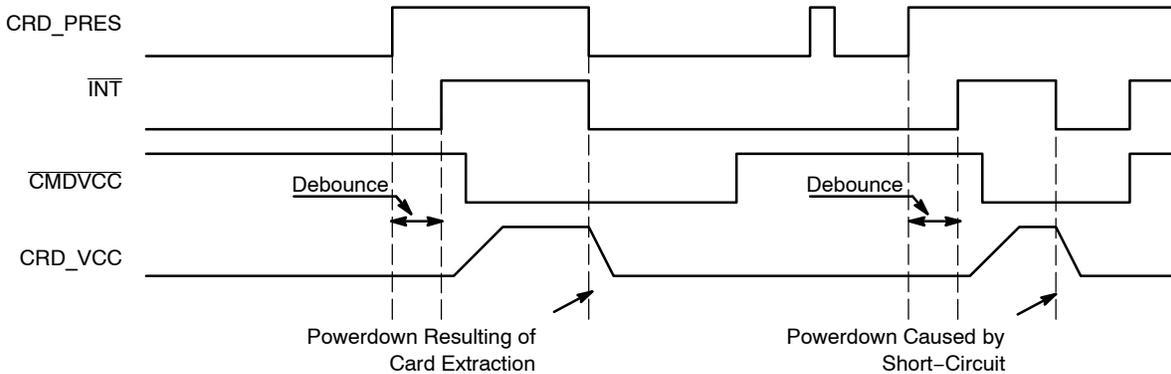 CRD_PRES
INT
CMDVCC
Debounce
Debounce
CRD_VCC
Powerdown Resulting of
Card Extraction
Powerdown Caused by
Short−Circuit